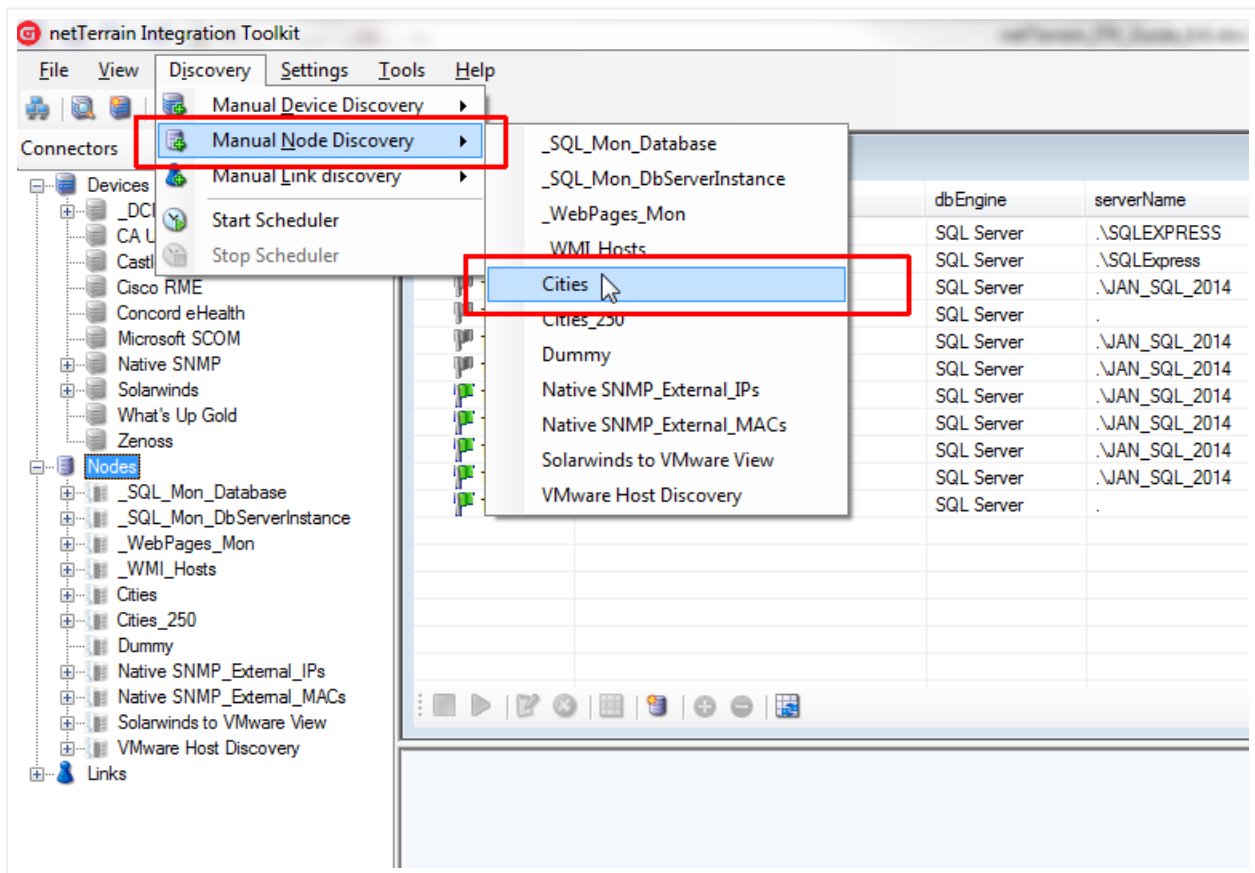 netTerrain Integration Toolkit
File View Discovery Settings Tools Help
Manual Device Discovery
Manual Node Discovery
Manual Link discovery
Start Scheduler
Stop Scheduler
_SQL_Mon_Database
_SQL_Mon_DbServerInstance
_WebPages_Mon
_WMI_Hosts
Cities
Cities_250
Dummy
Native SNMP_External_IPs
Native SNMP_External_MACs
Solarwinds to VMware View
VMware Host Discovery
Connectors
Devices
_DCI
CA U
Castl
Cisco RME
Concord eHealth
Microsoft SCOM
Native SNMP
Solarwinds
What's Up Gold
Zenoss
Nodes
_SQL_Mon_Database
_SQL_Mon_DbServerInstance
_WebPages_Mon
_WMI_Hosts
Cities
Cities_250
Dummy
Native SNMP_External_IPs
Native SNMP_External_MACs
Solarwinds to VMware View
VMware Host Discovery
Links
dbEngine serverName
SQL Server .\SQLEXPRESS
SQL Server .\SQLExpress
SQL Server .\JAN_SQL_2014
SQL Server .
SQL Server .\JAN_SQL_2014
SQL Server .\JAN_SQL_2014
SQL Server .\JAN_SQL_2014
SQL Server .\JAN_SQL_2014
SQL Server .\JAN_SQL_2014
SQL Server .\JAN_SQL_2014
SQL Server .